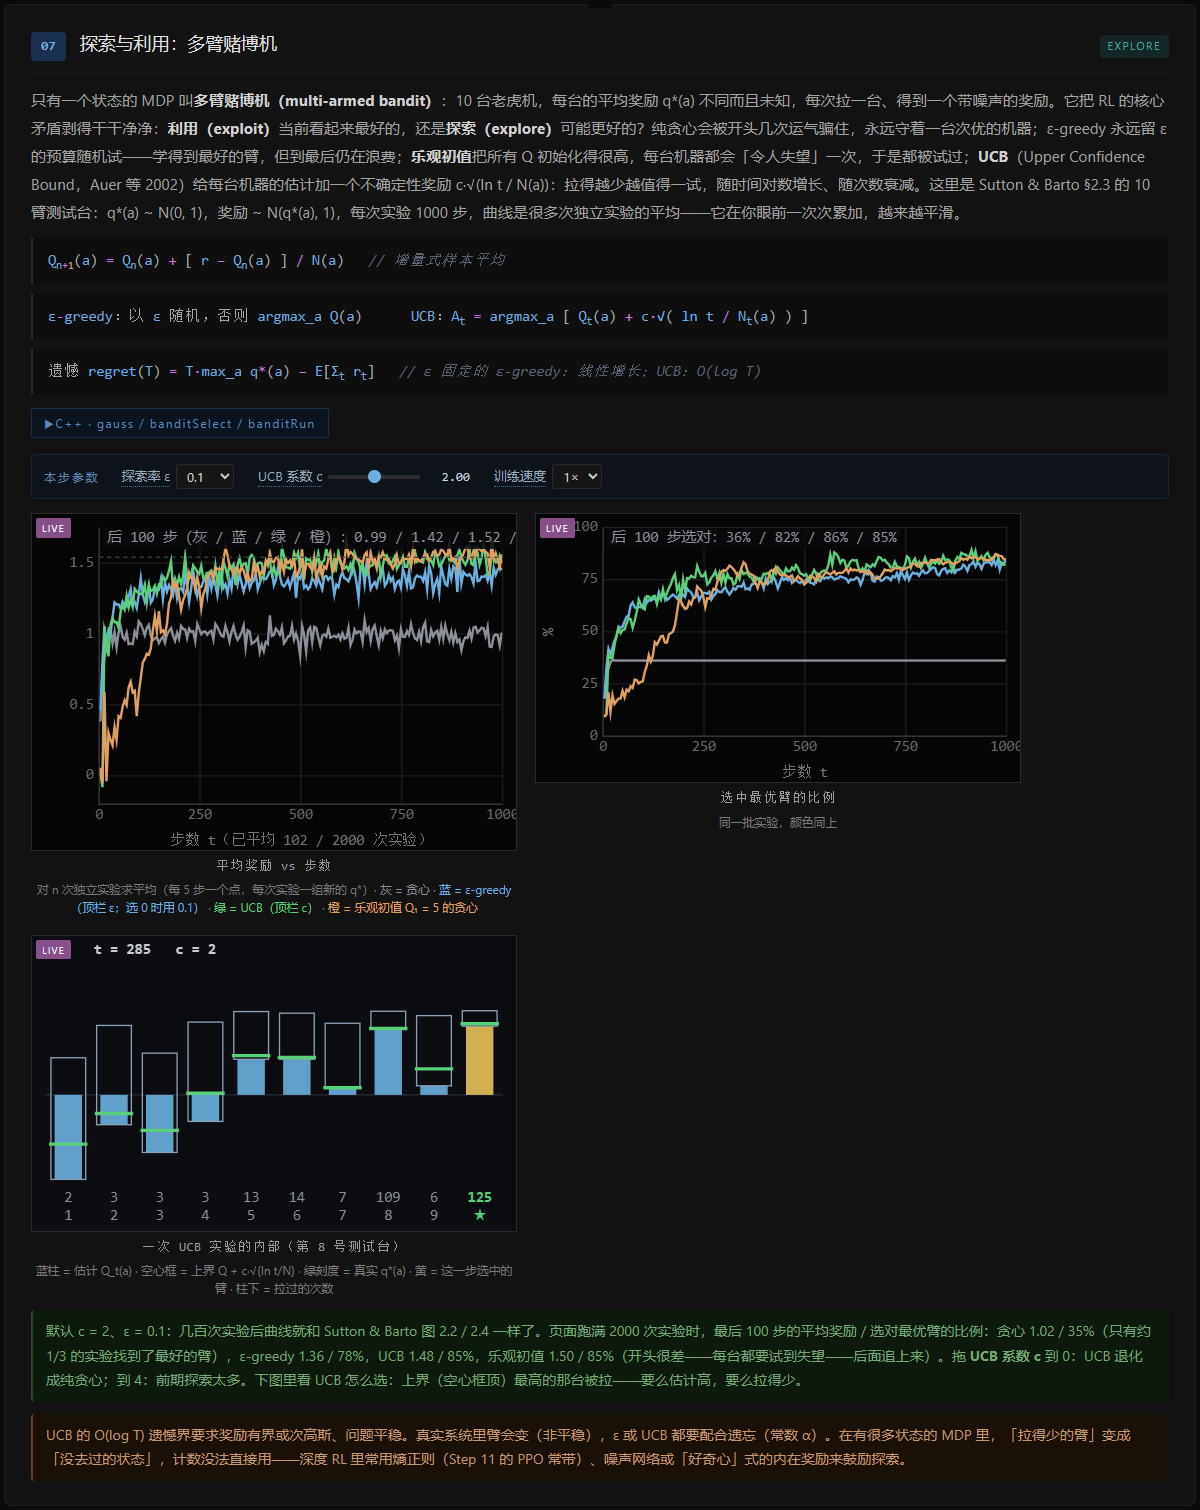 07 探索与利用：多臂赌博机 EXPLORE
只有一个状态的 MDP 叫多臂赌博机（multi-armed bandit）：10 台老虎机，每台的平均奖励 q*(a) 不同而且未知，每次拉一台、得到一个带噪声的奖励。它把 RL 的核心
矛盾剥得干干净净：利用（exploit）当前看起来最好的，还是探索（explore）可能更好的？纯贪心会被开头几次运气骗住，永远守着一台次优的机器；ε-greedy 永远留 ε
的预算随机试——学得到最好的臂，但到最后仍在浪费；乐观初值把所有 Q 初始化得很高，每台机器都会「令人失望」一次，于是都被试过；UCB（Upper Confidence
Bound，Auer 等 2002）给每台机器的估计加一个不确定性奖励 c·√(ln t / N(a))：拉得越少越值得一试，随时间对数增长、随次数衰减。这里是 Sutton & Barto §2.3 的 10
臂测试台：q*(a) ~ N(0, 1)，奖励 ~ N(q*(a), 1)，每次实验 1000 步，曲线是很多次独立实验的平均——它在你眼前一次次累加，越来越平滑。
Qₙ₊₁(a) = Qₙ(a) + [ r − Qₙ(a) ] / N(a) // 增量式样本平均
ε-greedy：以 ε 随机，否则 argmax_a Q(a) UCB：Aₜ = argmax_a [ Qₜ(a) + c·√( ln t / Nₜ(a) ) ]
遗憾 regret(T) = T·max_a q*(a) − E[Σₜ rₜ] // ε 固定的 ε-greedy：线性增长；UCB：O(log T)
▶C++ · gauss / banditSelect / banditRun
本步参数 探索率 ε 0.1 UCB 系数 c 2.00 训练速度 1×
LIVE
后 100 步 (灰 / 蓝 / 绿 / 橙) : 0.99 / 1.42 / 1.52 /
1.5
1
0.5
0
0 250 500 750 1000
步数 t（已平均 102 / 2000 次实验）
平均奖励 vs 步数
对 n 次独立实验求平均（每 5 步一个点，每次实验一组新的 q*）· 灰 = 贪心 · 蓝 = ε-greedy
（顶栏 ε；选 0 时用 0.1）· 绿 = UCB（顶栏 c）· 橙 = 乐观初值 Q₁ = 5 的贪心
LIVE
后 100 步选对：36% / 82% / 86% / 85%
100
75
50
25
0
%
0 250 500 750 1000
步数 t
选中最优臂的比例
同一批实验，颜色同上
LIVE t = 285 c = 2
2 3 3 3 13 14 7 109 6 125
1 2 3 4 5 6 7 8 9 ★
一次 UCB 实验的内部（第 8 号测试台）
蓝柱 = 估计 Q_t(a) · 空心框 = 上界 Q + c·√(ln t/N) · 绿刻度 = 真实 q*(a) · 黄 = 这一步选中的
臂 · 柱下 = 拉过的次数
默认 c = 2、ε = 0.1：几百次实验后曲线就和 Sutton & Barto 图 2.2 / 2.4 一样了。页面跑满 2000 次实验时，最后 100 步的平均奖励 / 选对最优臂的比例：贪心 1.02 / 35%（只有约
1/3 的实验找到了最好的臂），ε-greedy 1.36 / 78%，UCB 1.48 / 85%，乐观初值 1.50 / 85%（开头很差——每台都要试到失望——后面追上来）。拖 UCB 系数 c 到 0：UCB 退化
成纯贪心；到 4：前期探索太多。下图里看 UCB 怎么选：上界（空心框顶）最高的那台被拉——要么估计高，要么拉得少。
UCB 的 O(log T) 遗憾界要求奖励有界或次高斯、问题平稳。真实系统里臂会变（非平稳），ε 或 UCB 都要配合遗忘（常数 α）。在有很多状态的 MDP 里，「拉得少的臂」变成
「没去过的状态」，计数没法直接用——深度 RL 里常用熵正则（Step 11 的 PPO 常带）、噪声网络或「好奇心」式的内在奖励来鼓励探索。